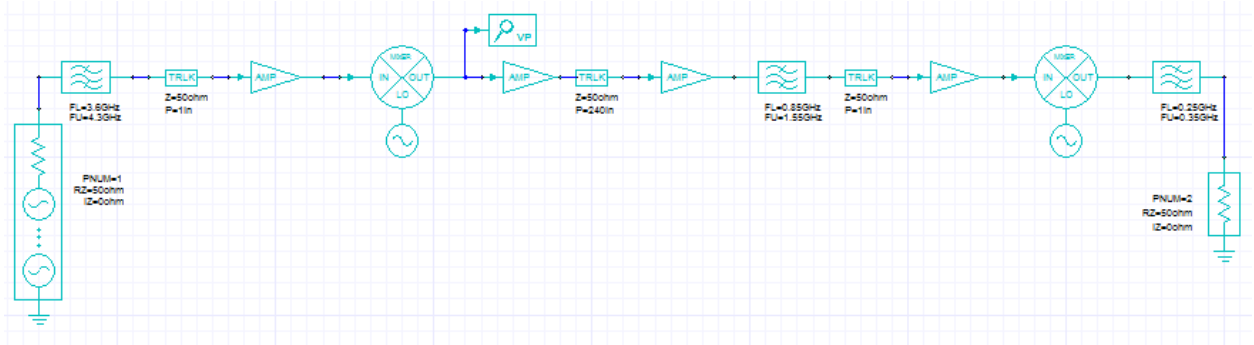 VP
MIXER
TRLK
AMP
IN
OUT
LO
AMP
TRLK
AMP
TRLK
AMP
MIXER
IN
OUT
LO
FL=3.6GHz
FU=4.3GHz
Z=50ohm
P=1in
Z=50ohm
P=240in
FL=0.85GHz
FU=1.55GHz
Z=50ohm
P=1in
FL=0.25GHz
FU=0.35GHz
PNUM=1
RZ=50ohm
IZ=0ohm
PNUM=2
RZ=50ohm
IZ=0ohm